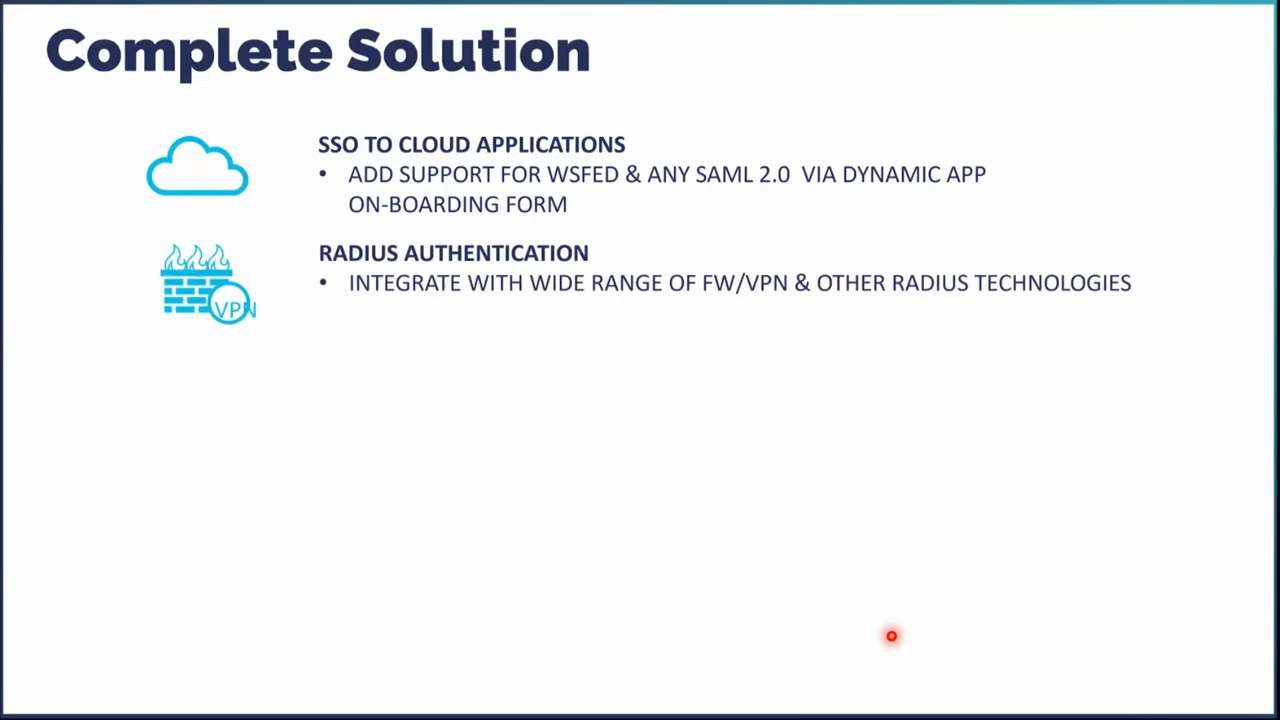 Complete Solution
SSO TO CLOUD APPLICATIONS
• ADD SUPPORT FOR WSFED & ANY SAML 2.0 VIA DYNAMIC APP
ON-BOARDING FORM
RADIUS AUTHENTICATION
• INTEGRATE WITH WIDE RANGE OF FW/VPN & OTHER RADIUS TECHNOLOGIES
VPN